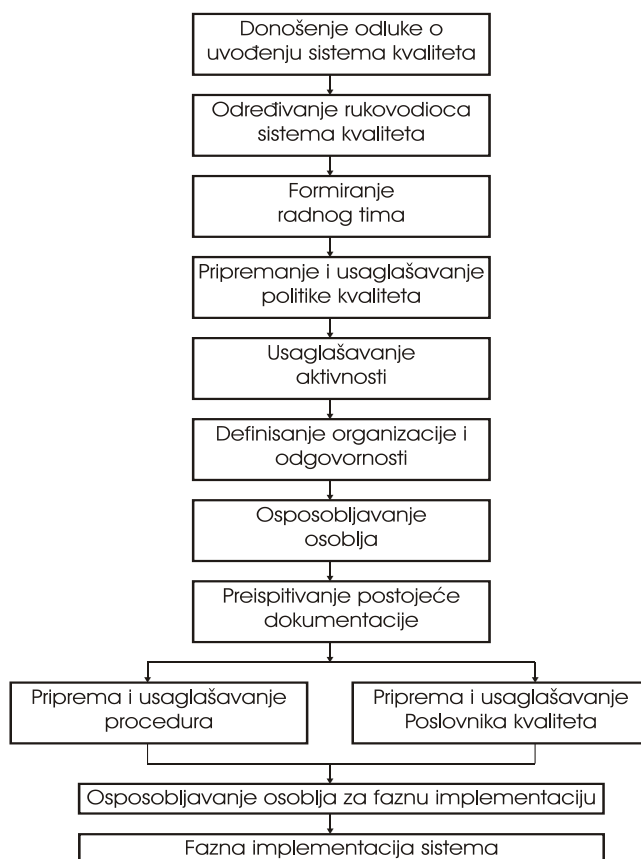 Donošenje odluke o
uvođenju sistema kvaliteta
Određivanje rukovodioca
sistema kvaliteta
Formiranje
radnog tima
Pripremanje i usaglašavanje
politike kvaliteta
Usaglašavanje
aktivnosti
Definisanje organizacije i
odgovornosti
Osposobljavanje
osoblja
Preispitivanje postojeće
dokumentacije
Priprema i usaglašavanje
procedura
Priprema i usaglašavanje
Poslovnika kvaliteta
Osposobljavanje osoblja za faznu implementaciju
Fazna implementacija sistema